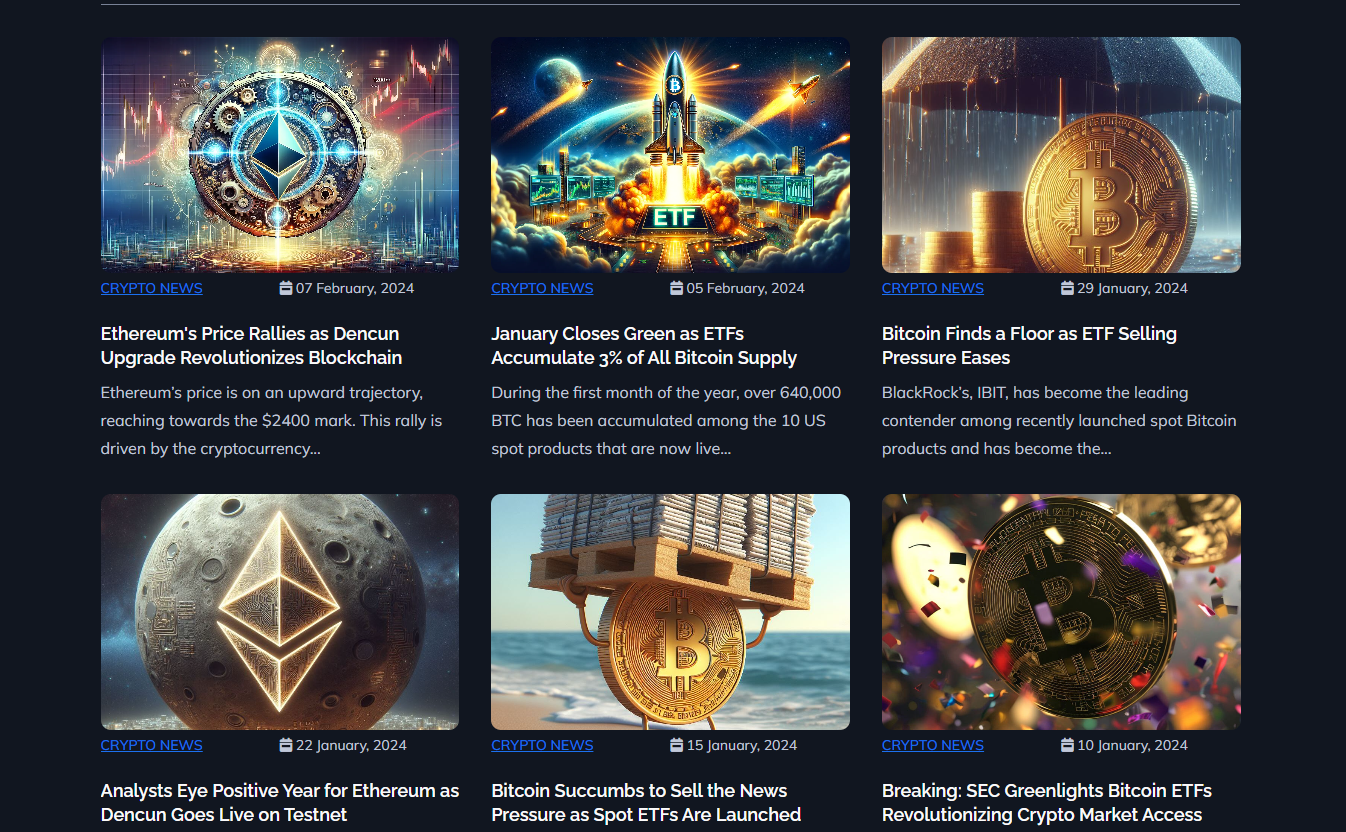 ETF
CRYPTO NEWS
07 February, 2024
Ethereum's Price Rallies as Dencun
Upgrade Revolutionizes Blockchain
Ethereum's price is on an upward trajectory,
reaching towards the $2400 mark. This rally is
driven by the cryptocurrency...
CRYPTO NEWS
05 February, 2024
January Closes Green as ETFs
Accumulate 3% of All Bitcoin Supply
During the first month of the year, over 640,000
BTC has been accumulated among the 10 US
spot products that are now live...
CRYPTO NEWS
29 January, 2024
Bitcoin Finds a Floor as ETF Selling
Pressure Eases
BlackRock's, IBIT, has become the leading
contender among recently launched spot Bitcoin
products and has become the...
CRYPTO NEWS
22 January, 2024
Analysts Eye Positive Year for Ethereum as
Dencun Goes Live on Testnet
CRYPTO NEWS
15 January, 2024
Bitcoin Succumbs to Sell the News
Pressure as Spot ETFs Are Launched
CRYPTO NEWS
10 January, 2024
Breaking: SEC Greenlights Bitcoin ETFs
Revolutionizing Crypto Market Access